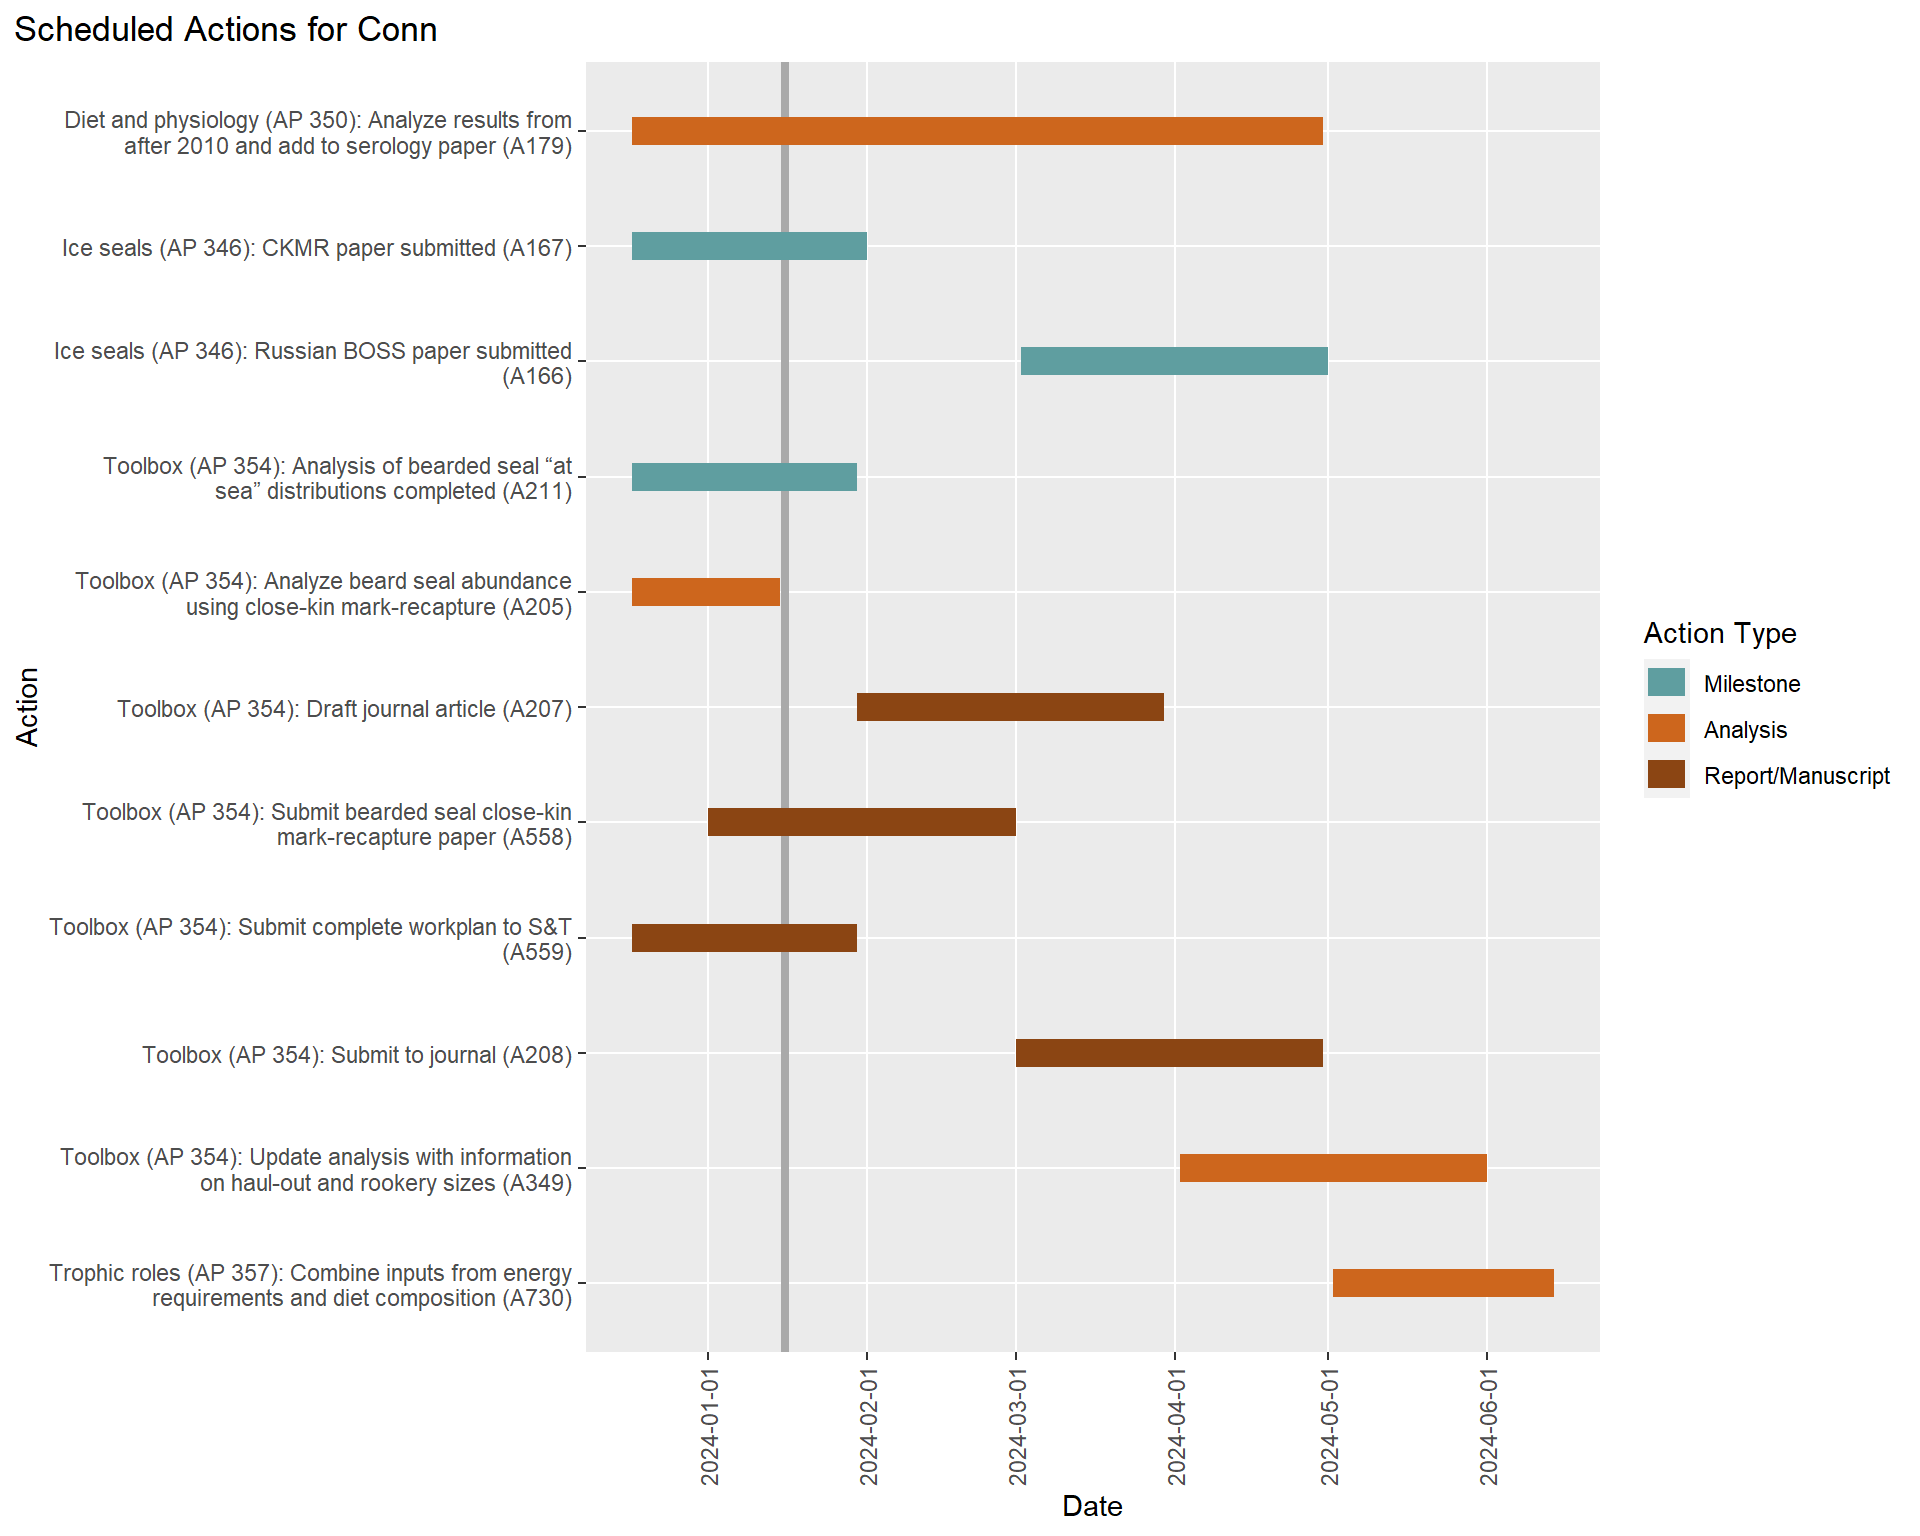 Scheduled Actions for Conn
Diet and physiology (AP 350): Analyze results from
after 2010 and add to serology paper (A179)
Ice seals (AP 346): CKMR paper submitted (A167)
Ice seals (AP 346): Russian BOSS paper submitted
(A166)
Toolbox (AP 354): Analysis of bearded seal “at
sea” distributions completed (A211)
Toolbox (AP 354): Analyze beard seal abundance
using close-kin mark-recapture (A205)
Toolbox (AP 354): Draft journal article (A207)
Toolbox (AP 354): Submit bearded seal close-kin
mark-recapture paper (A558)
Toolbox (AP 354): Submit complete workplan to S&T
(A559)
Toolbox (AP 354): Submit to journal (A208)
Toolbox (AP 354): Update analysis with information
on haul-out and rookery sizes (A349)
Trophic roles (AP 357): Combine inputs from energy
requirements and diet composition (A730)
Action
2024-01-01
2024-02-01
2024-03-01
2024-04-01
2024-05-01
2024-06-01
Date
Action Type
Milestone
Analysis
Report/Manuscript